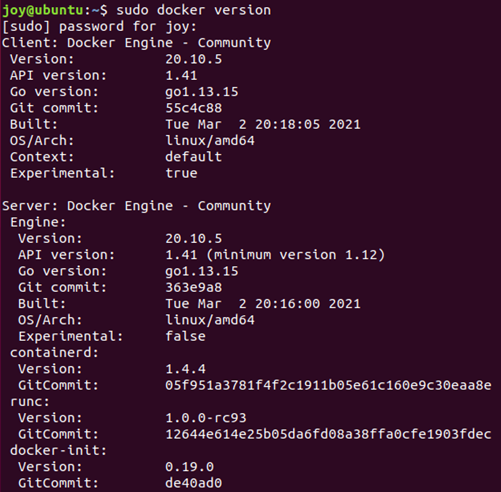 joy@ubuntu:~$ sudo docker version
[sudo] password for joy:
Client: Docker Engine - Community
 Version:           20.10.5
 API version:       1.41
 Go version:        go1.13.15
 Git commit:        55c4c88
 Built:             Tue Mar  2 20:18:05 2021
 OS/Arch:           linux/amd64
 Context:           default
 Experimental:      true

Server: Docker Engine - Community
 Engine:
  Version:          20.10.5
  API version:      1.41 (minimum version 1.12)
  Go version:       go1.13.15
  Git commit:       363e9a8
  Built:            Tue Mar  2 20:16:00 2021
  OS/Arch:          linux/amd64
  Experimental:     false
 containerd:
  Version:          1.4.4
  GitCommit:        05f951a3781f4f2c1911b05e61c160e9c30eaa8e
 runc:
  Version:          1.0.0-rc93
  GitCommit:        12644e614e25b05da6fd08a38ffa0cfe1903fdec
 docker-init:
  Version:          0.19.0
  GitCommit:        de40ad0